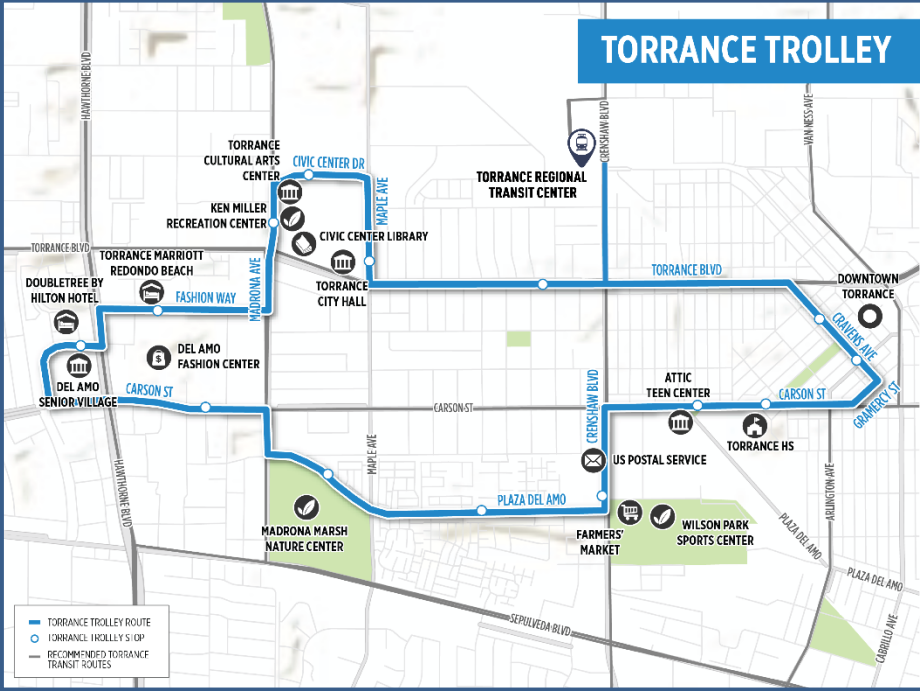 TORRANCE TROLLEY
HAWTHORNE BLVD
CRENSHAW BLVD
VAN NESS AVE
TORRANCE
CULTURAL ARTS
CENTER
CIVIC CENTER DR
MAPLE AVE
TORRANCE REGIONAL
TRANSIT CENTER
KEN MILLER
RECREATION CENTER
CIVIC CENTER LIBRARY
TORRANCE BLVD
TORRANCE MARRIOTT
REDONDO BEACH
MADRONA AVE
TORRANCE
CITY HALL
TORRANCE BLVD
DOWNTOWN
TORRANCE
DOUBLETREE BY
HILTON HOTEL
FASHION WAY
CRAVENS AVE
DEL AMO
FASHION CENTER
$
DEL AMO
SENIOR VILLAGE
CARSON ST
CARSON ST
CRENSHAW BLVD
ATTIC
TEEN CENTER
CARSON ST
GRAMERCY ST
TORRANCE HS
MAPLE AVE
US POSTAL SERVICE
HAWTHORNE BLVD
PLAZA DEL AMO
ARLINGTON AVE
MADRONA MARSH
NATURE CENTER
FARMERS'
MARKET
WILSON PARK
SPORTS CENTER
PLAZA DEL AMO
PLAZA DEL AMO
SEPULVEDA BLVD
CABRILLO AVE
TORRANCE TROLLEY ROUTE
TORRANCE TROLLEY STOP
RECOMMENDED TORRANCE
TRANSIT ROUTES